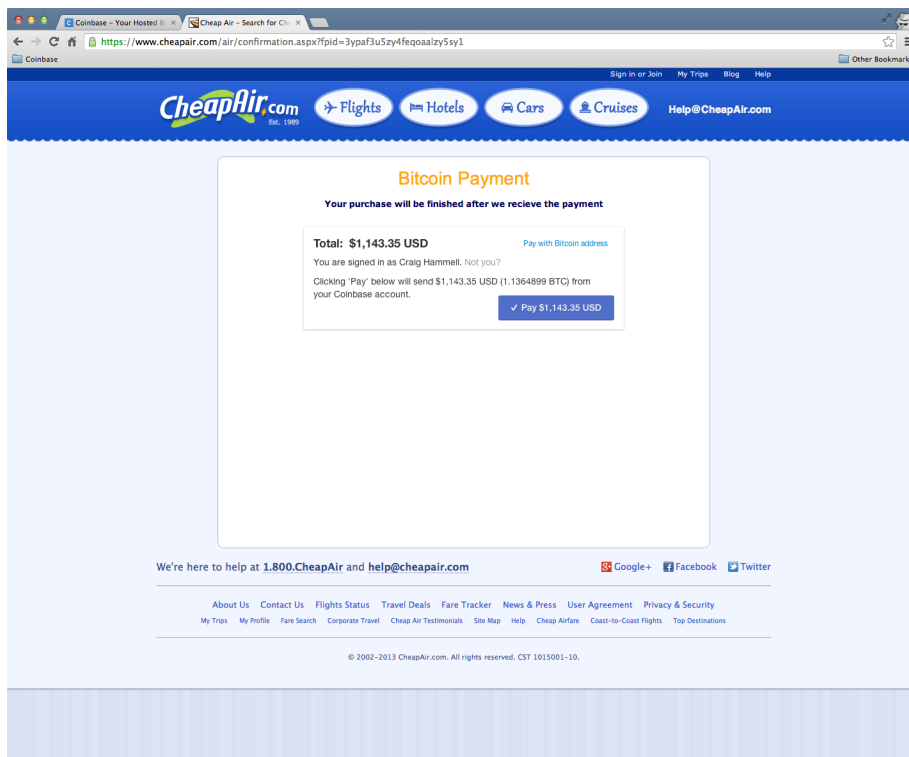 Coinbase – Your Hosted Bi
Cheap Air – Search for Che
https://www.cheapair.com/air/confirmation.aspx?fpid=3ypaf3u5zy4feqoaalzy5sy1
Coinbase
Other Bookmark
Sign in or Join My Trips Blog Help
CheapAir.com Flights Hotels Cars Cruises Help@CheapAir.com
Est. 1989
Bitcoin Payment
Your purchase will be finished after we recieve the payment
Total: $1,143.35 USD Pay with Bitcoin address
You are signed in as Craig Hammell. Not you?
Clicking 'Pay' below will send $1,143.35 USD (1.1364899 BTC) from
your Coinbase account.
✓ Pay $1,143.35 USD
We're here to help at 1.800.CheapAir and help@cheapair.com Google+ Facebook Twitter
About Us Contact Us Flights Status Travel Deals Fare Tracker News & Press User Agreement Privacy & Security
My Trips My Profile Fare Search Corporate Travel Cheap Air Testimonials Site Map Help Cheap Airfare Coast-to-Coast Flights Top Destinations
© 2002–2013 CheapAir.com. All rights reserved. CST 1015001–10.